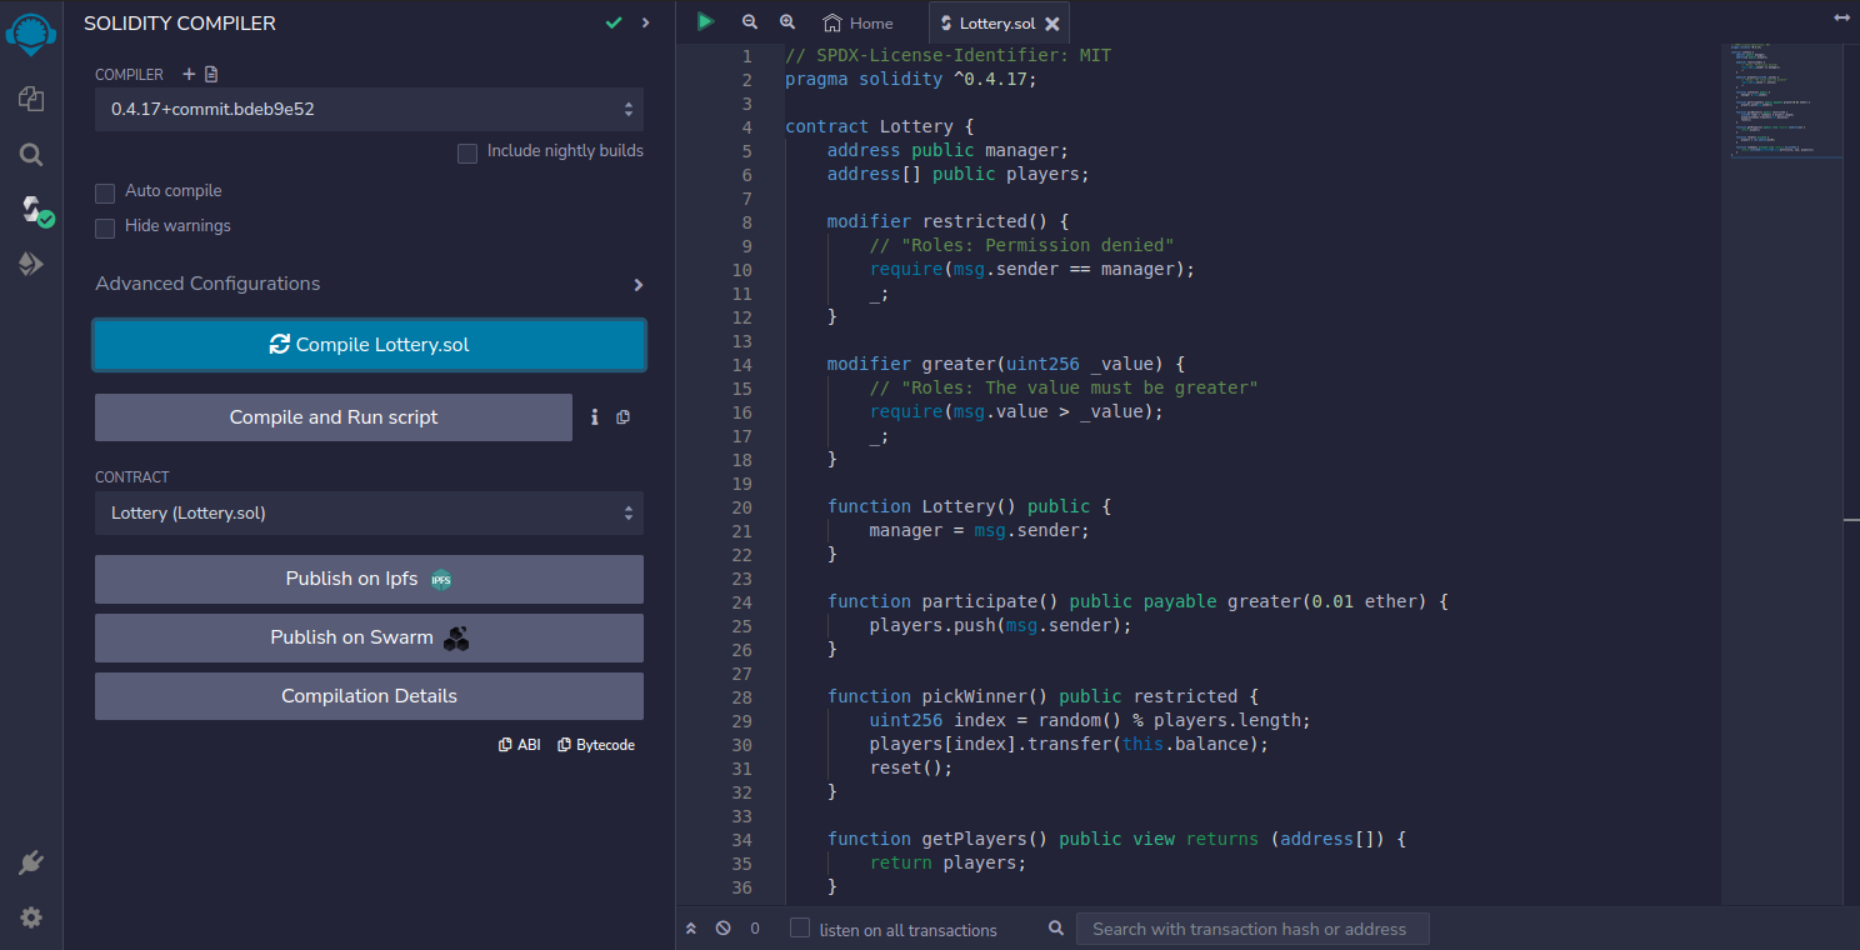 SOLIDITY COMPILER
COMPILER
0.4.17+commit.bdeb9e52
Include nightly builds
Auto compile
Hide warnings
Advanced Configurations
Compile Lottery.sol
Compile and Run script
CONTRACT
Lottery (Lottery.sol)
Publish on Ipfs IPFS
Publish on Swarm
Compilation Details
ABI Bytecode
Home Lottery.sol
1 // SPDX-License-Identifier: MIT
2 pragma solidity ^0.4.17;
3
4 contract Lottery {
5     address public manager;
6     address[] public players;
7
8     modifier restricted() {
9         // "Roles: Permission denied"
10         require(msg.sender == manager);
11         _;
12     }
13
14     modifier greater(uint256 _value) {
15         // "Roles: The value must be greater"
16         require(msg.value > _value);
17         _;
18     }
19
20     function Lottery() public {
21         manager = msg.sender;
22     }
23
24     function participate() public payable greater(0.01 ether) {
25         players.push(msg.sender);
26     }
27
28     function pickWinner() public restricted {
29         uint256 index = random() % players.length;
30         players[index].transfer(this.balance);
31         reset();
32     }
33
34     function getPlayers() public view returns (address[]) {
35         return players;
36     }
0 listen on all transactions Search with transaction hash or address